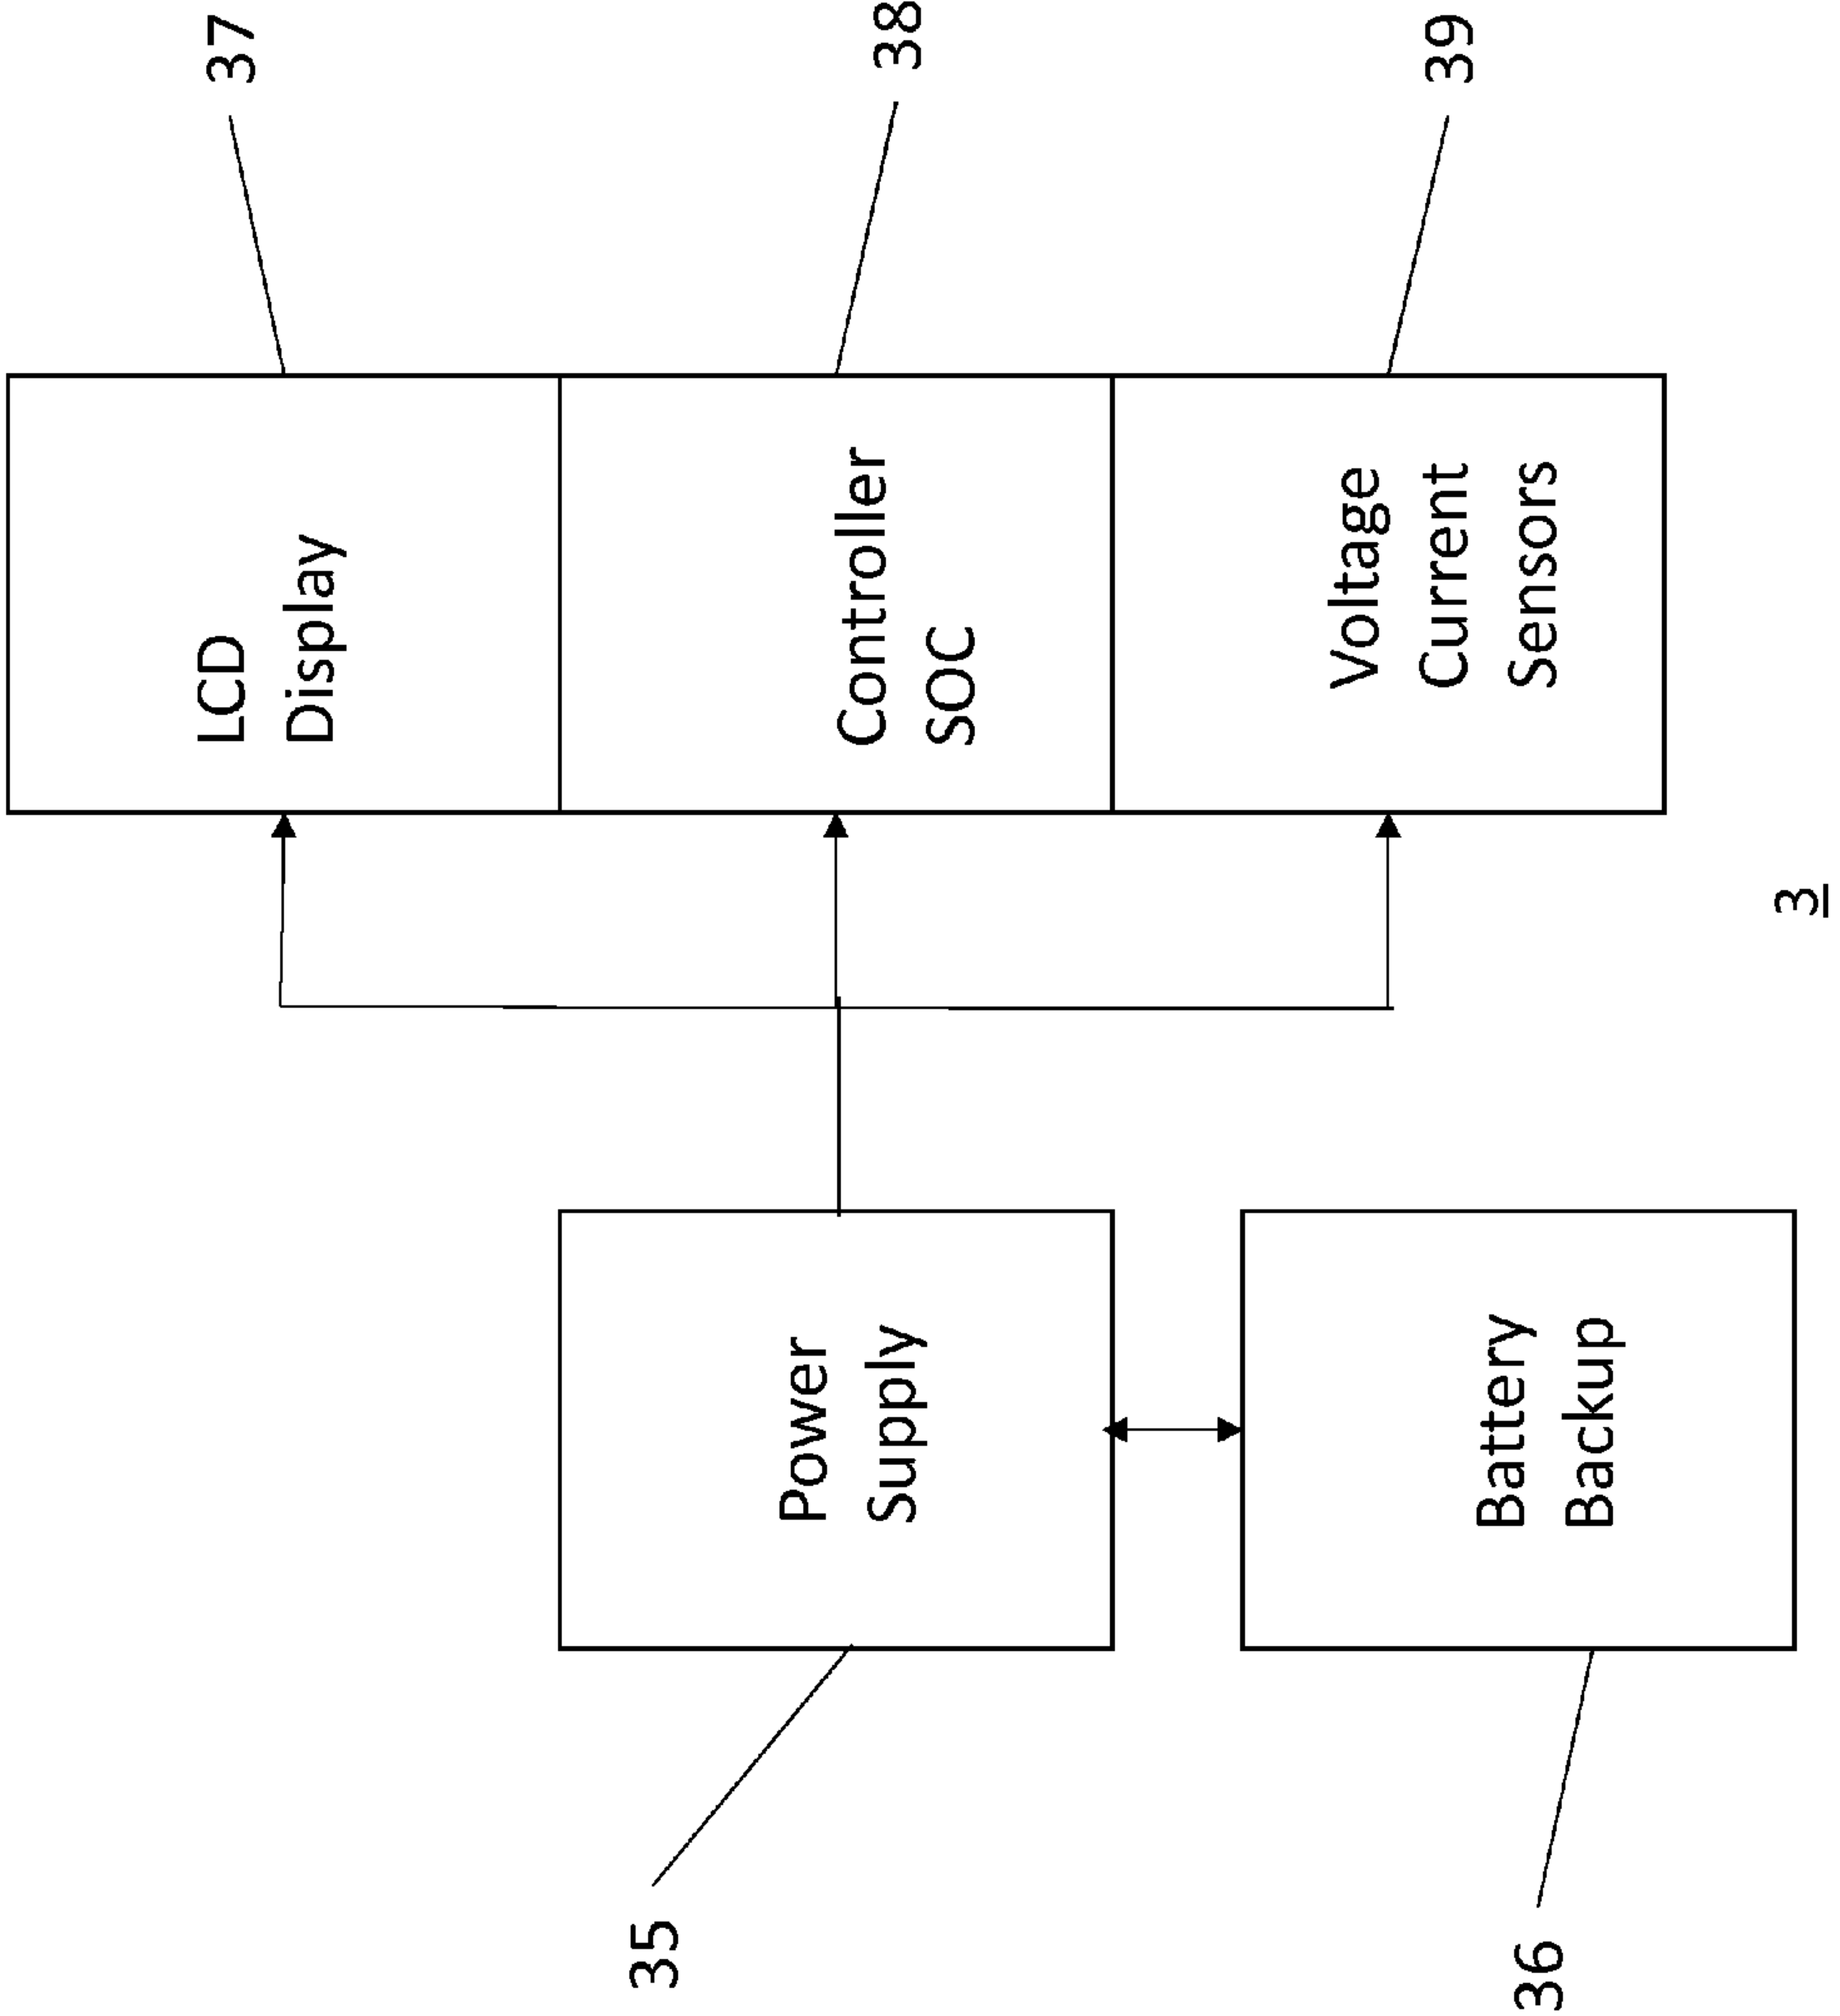 37
LCD
Display
38
Controller
SOC
39
Voltage
Current
Sensors
35
Power
Supply
36
Battery
Backup
3